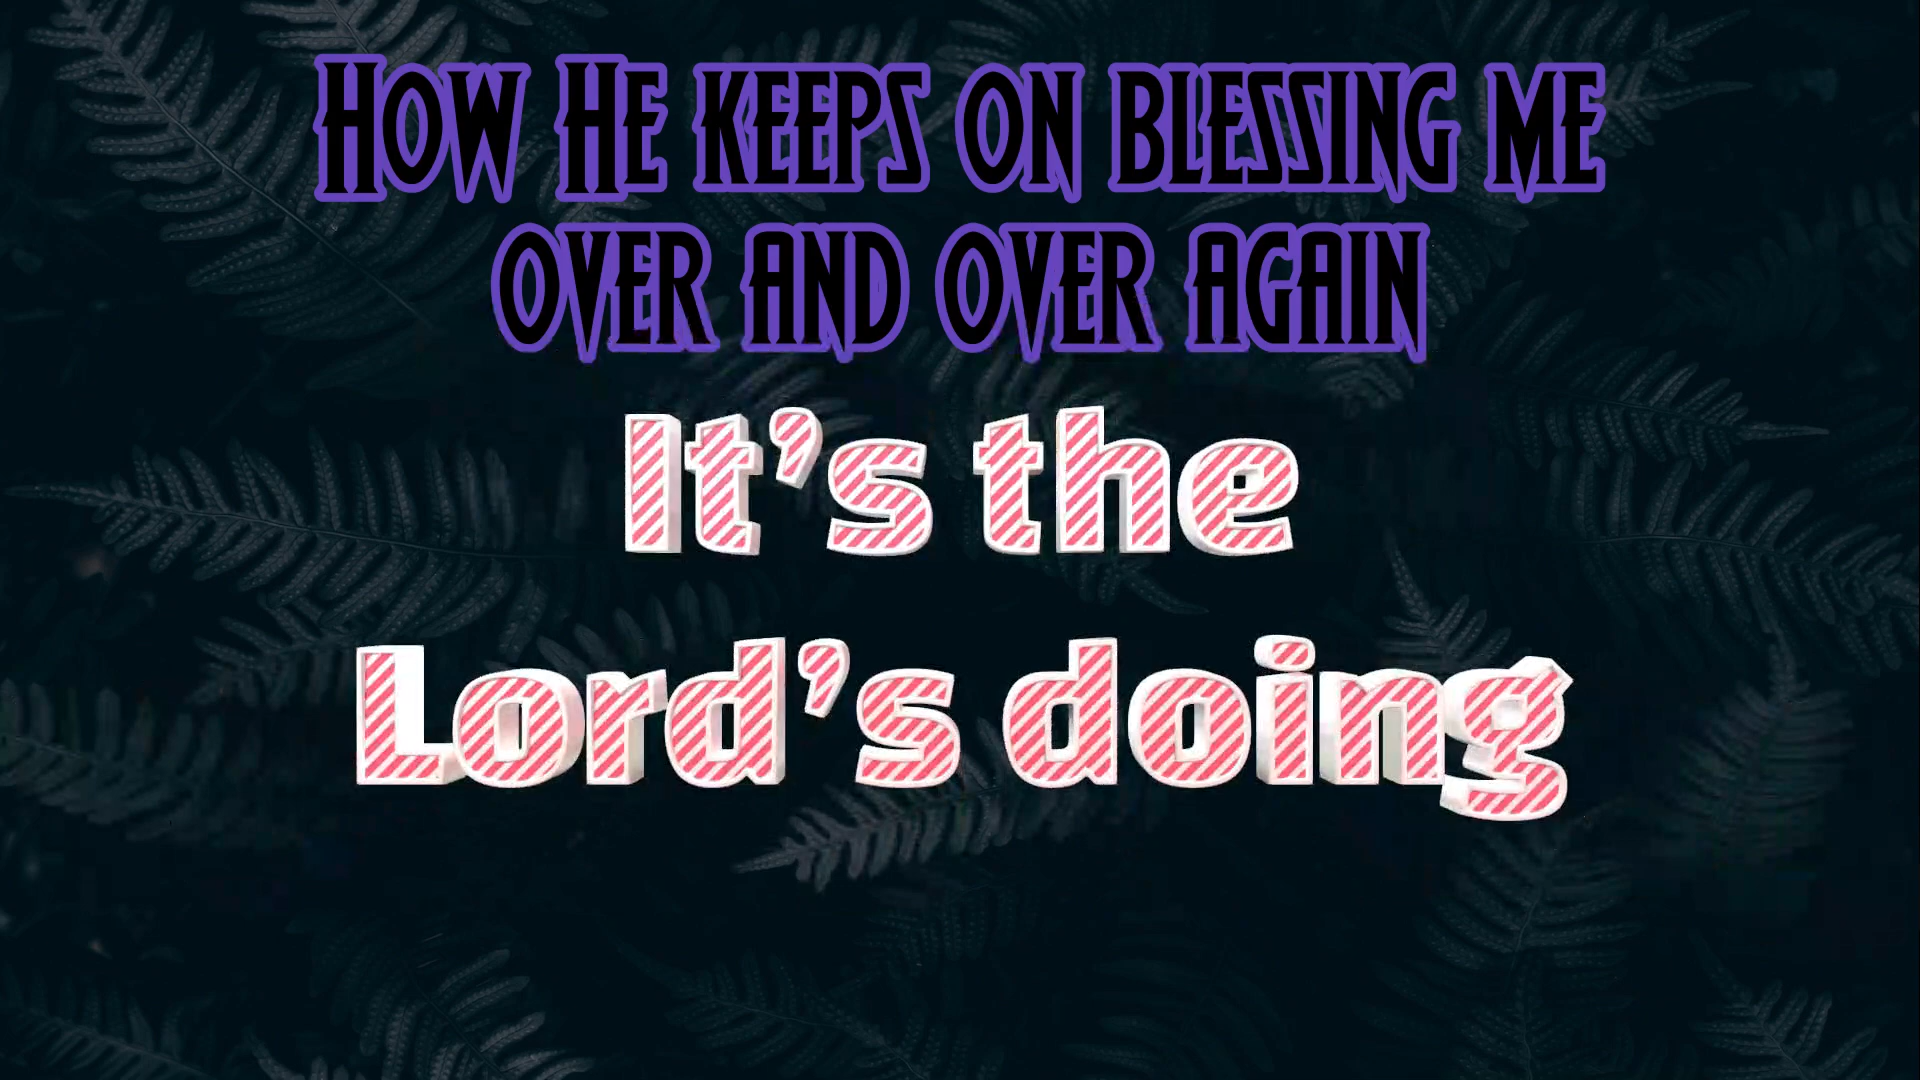 How He keeps on blessing me
over and over again
It’s the
Lord’s doing